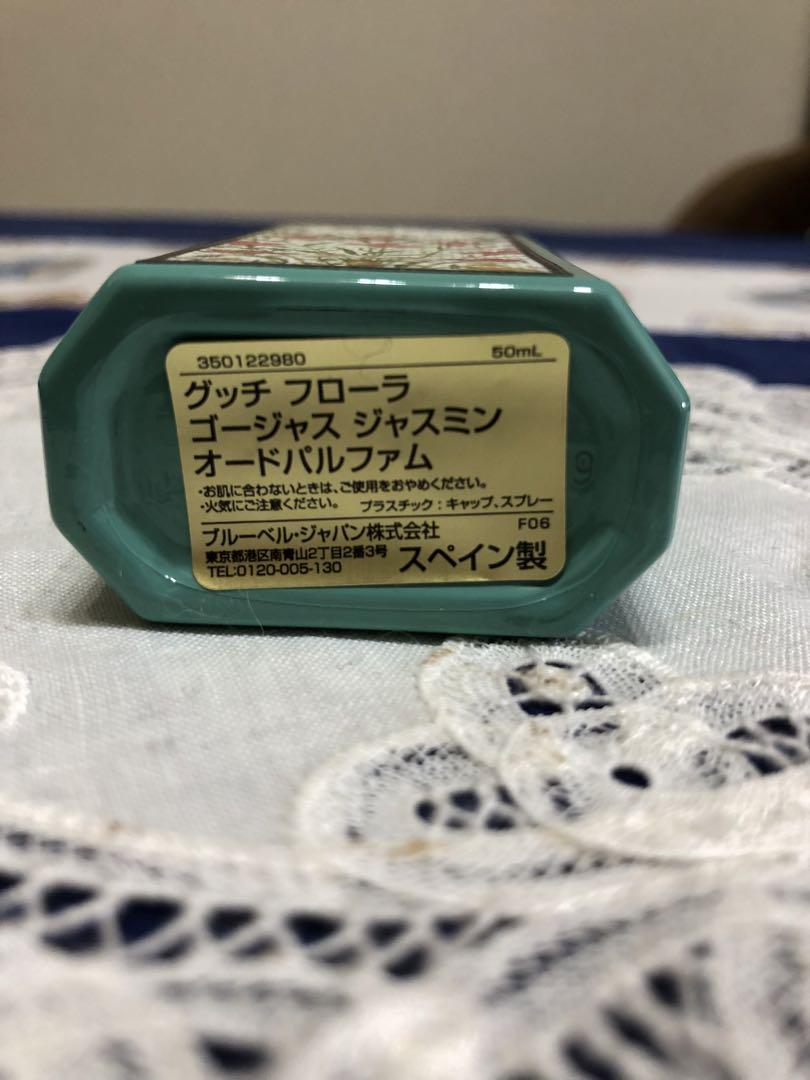 350122980 50mL
グッチ フローラ
ゴージャス ジャスミン
オードパルファム
・お肌に合わないときは、ご使用をおやめください。
・火気にご注意ください。 プラスチック：キャップ、スプレー
ブルーベル・ジャパン株式会社 F06
東京都港区南青山2丁目2番3号 スペイン製
TEL:0120-005-130